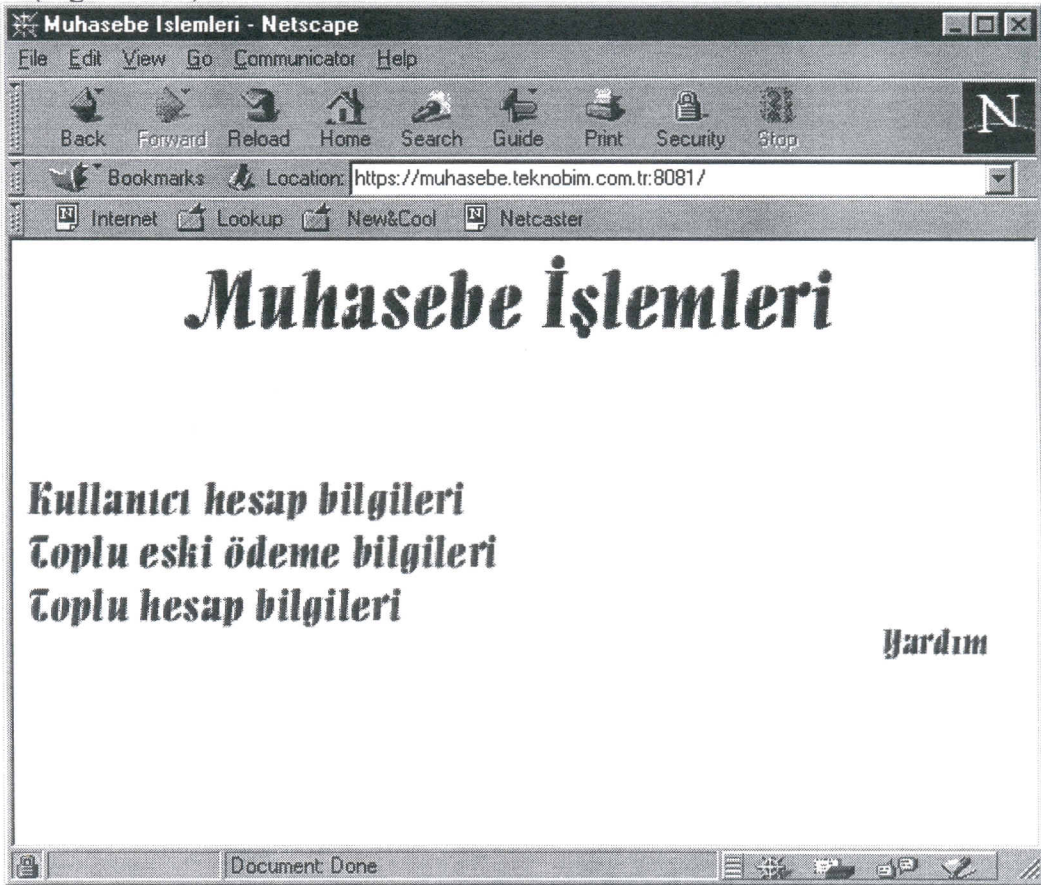 Muhasebe Islemleri - Netscape
File Edit View Go Communicator Help
N
Back Forward Reload Home Search Guide Print Security Stop
Bookmarks Location: https://muhasebe.teknobim.com.tr:8081/
Internet Lookup New&Cool Netcaster
Muhasebe İşlemleri
Kullanıcı hesap bilgileri
Toplu eski ödeme bilgileri
Toplu hesap bilgileri
Yardım
Document: Done